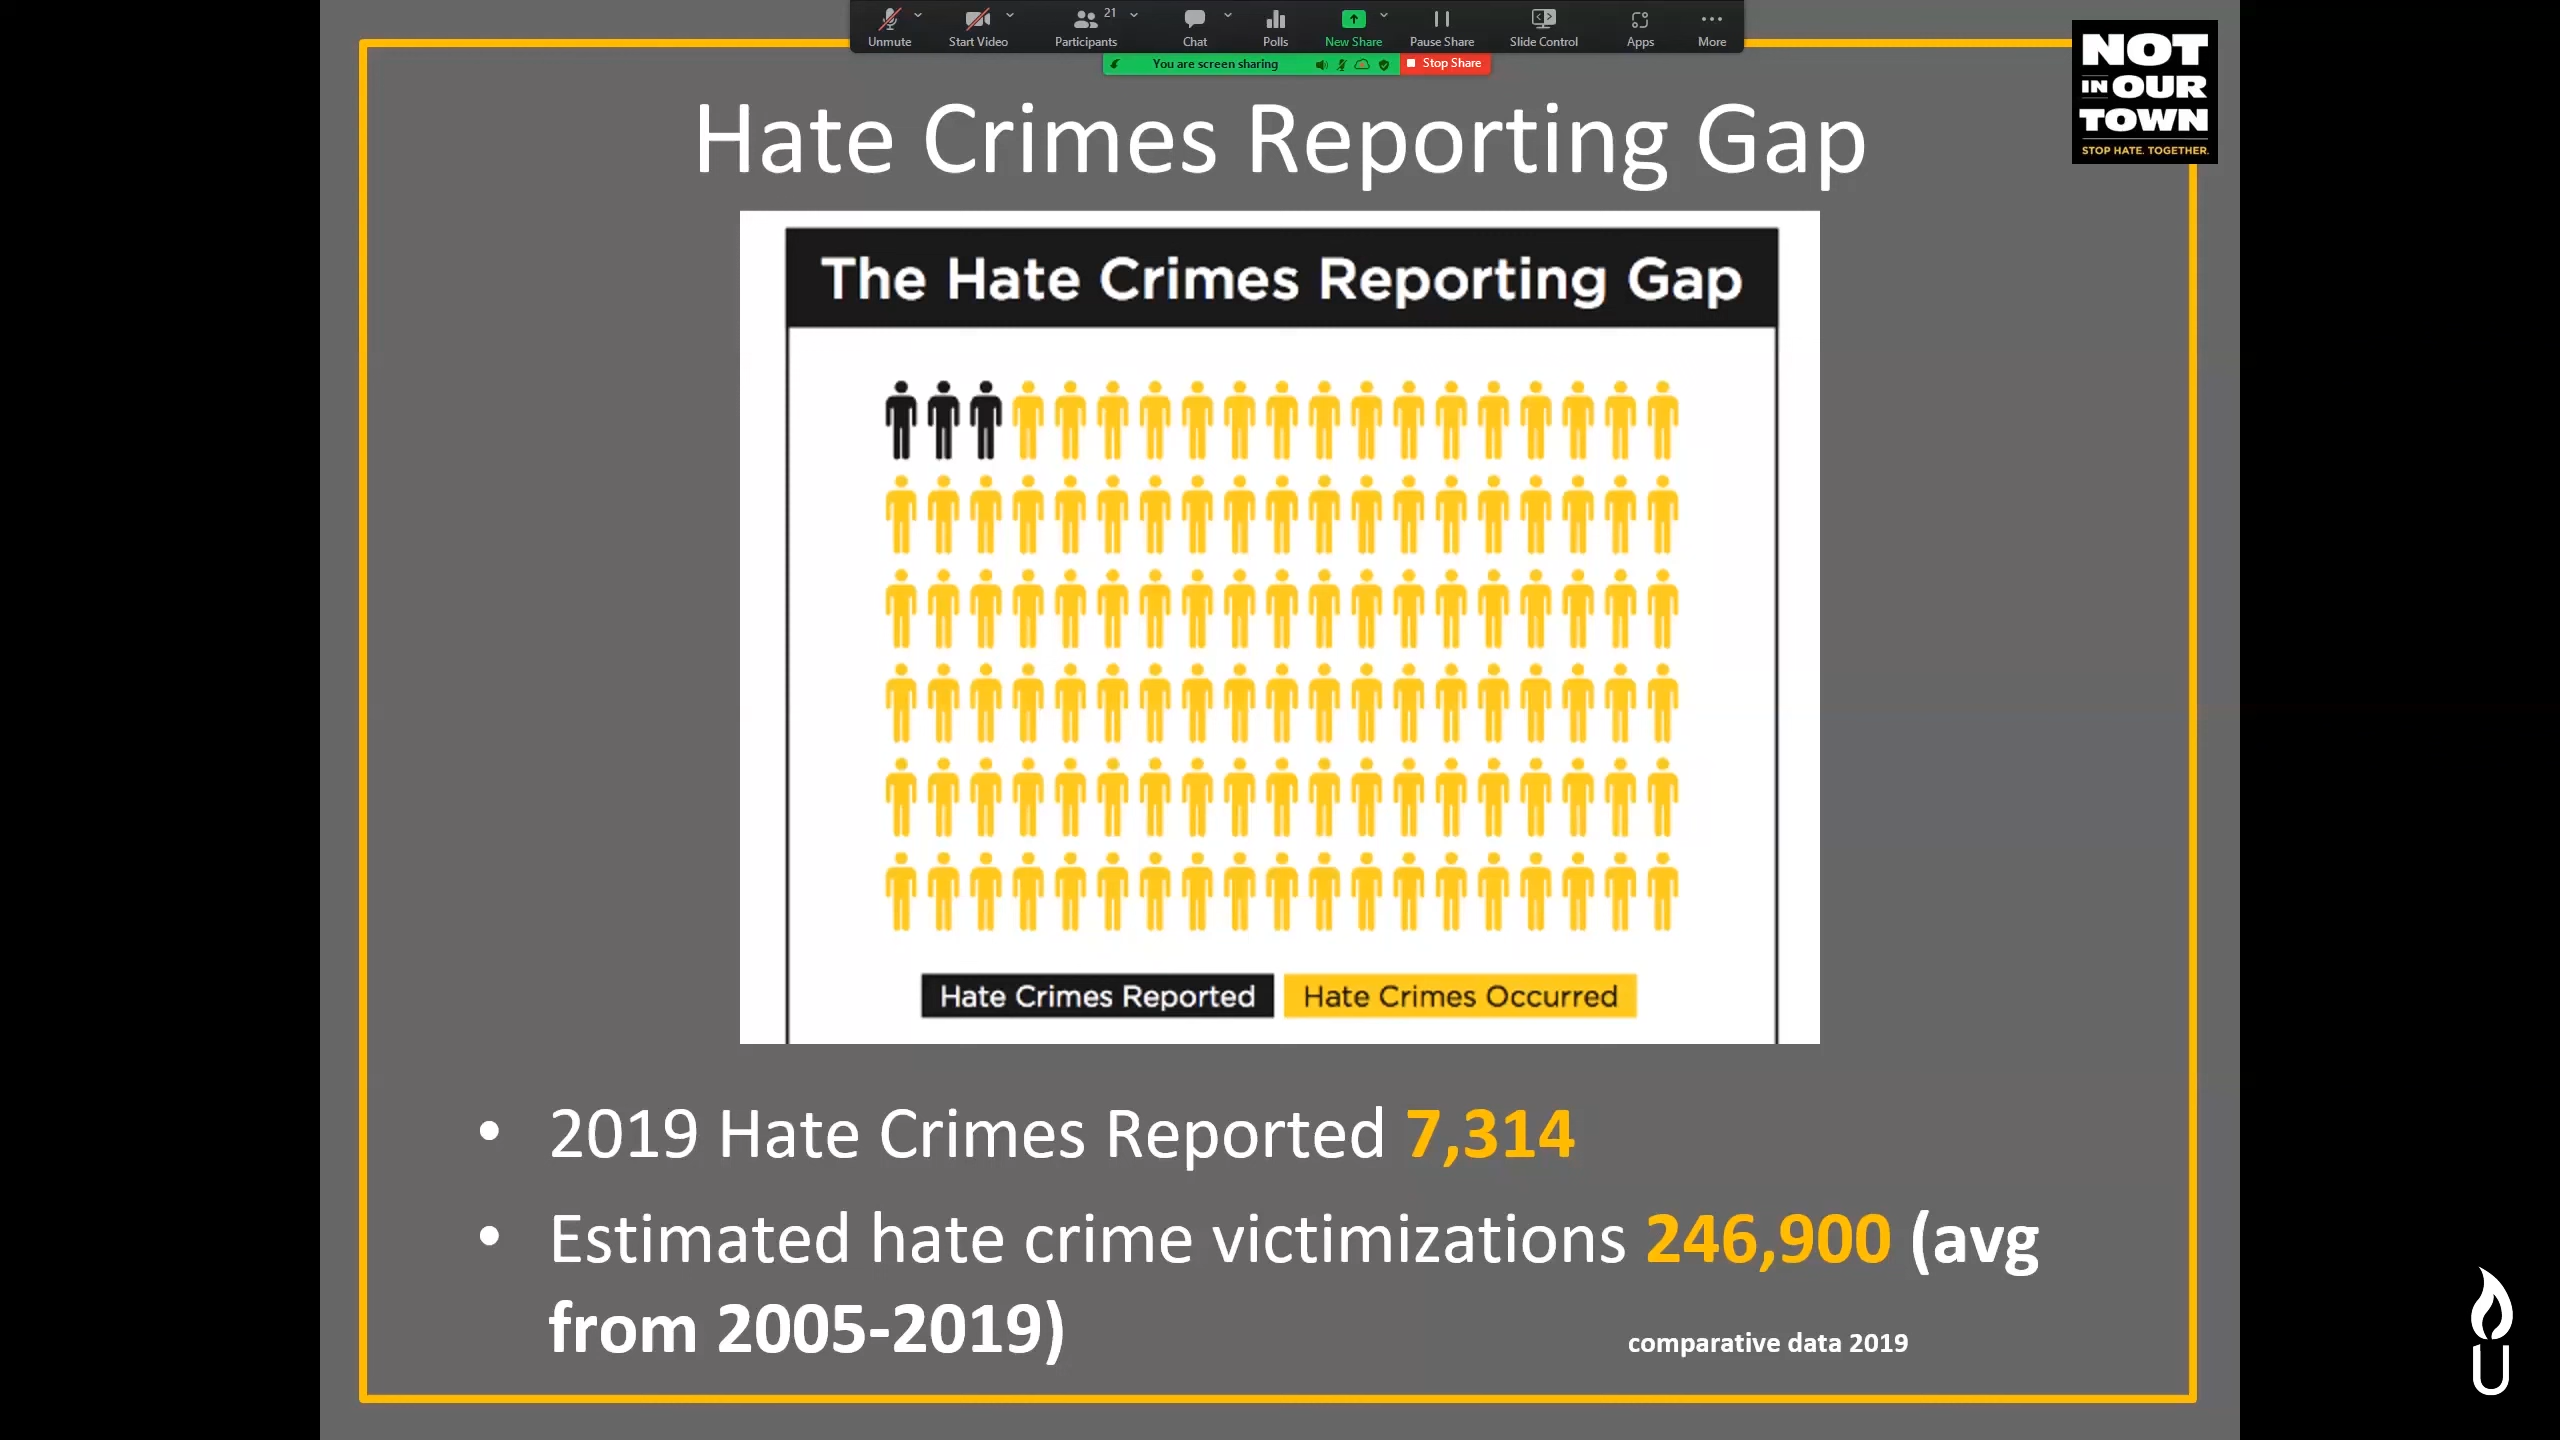 Unmute
Start Video
21
Participants
Chat
Polls
New Share
Pause Share
Slide Control
Apps
More
You are screen sharing
Stop Share
NOT
IN OUR
TOWN
STOP HATE. TOGETHER.
Hate Crimes Reporting Gap
The Hate Crimes Reporting Gap
Hate Crimes Reported
Hate Crimes Occurred
• 2019 Hate Crimes Reported 7,314
• Estimated hate crime victimizations 246,900 (avg
from 2005-2019)
comparative data 2019